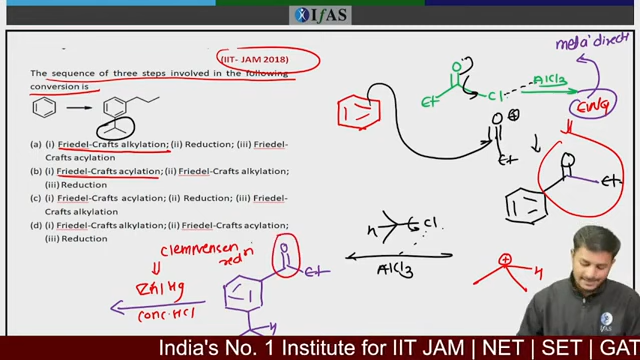 IFAS
(IIT- JAM 2018)
The sequence of three steps involved in the following
conversion is
(a) (i) Friedel-Crafts alkylation; (ii) Reduction; (iii) Friedel-
Crafts acylation
(b) (i) Friedel-Crafts acylation; (ii) Friedel-Crafts alkylation;
(iii) Reduction
(c) (i) Friedel-Crafts acylation; (ii) Reduction; (iii) Friedel-
Crafts alkylation
(d) (i) Friedel-Crafts alkylation; (ii) Friedel-Crafts acylation;
(iii) Reduction
meta direct
O
Et
Cl
AlCl3
EWG
O
⊕
Et
O
Et
H
Cl
AlCl3
⊕
H
Clemmensen
redn
Zn/Hg
Conc. HCl
O
Et
H
India's No. 1 Institute for IIT JAM | NET | SET | GAT